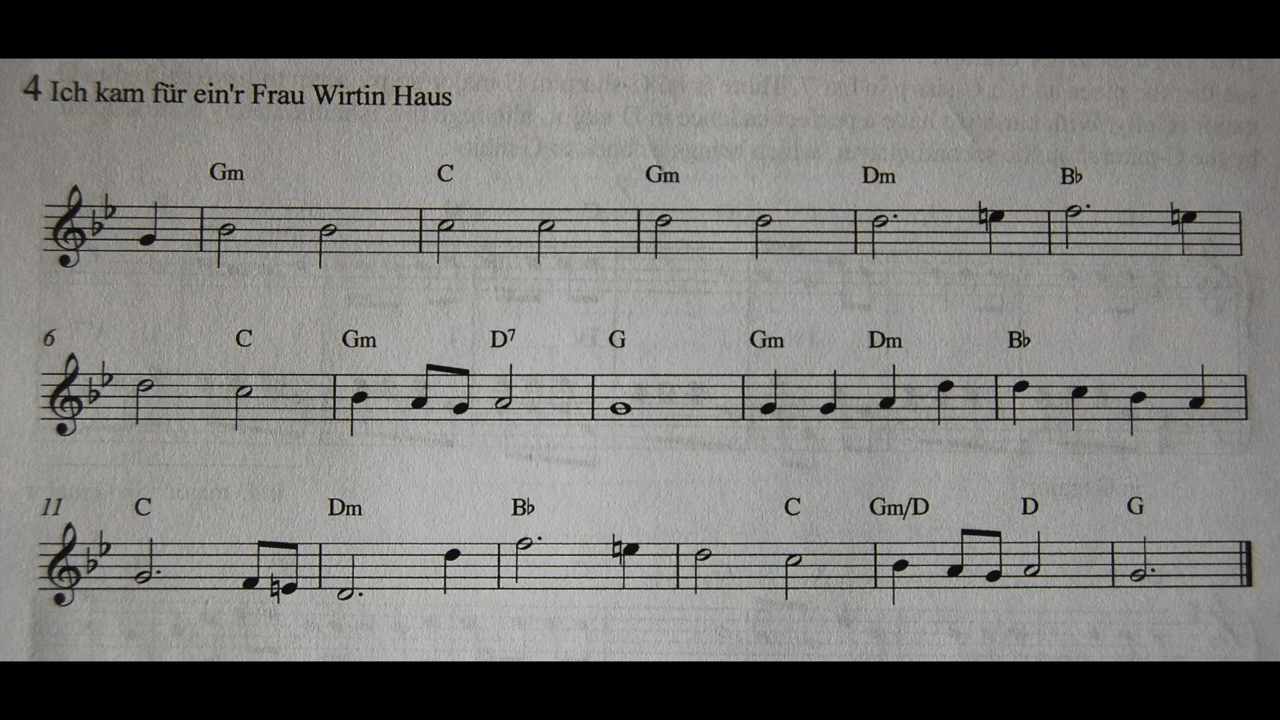 4 Ich kam für ein'r Frau Wirtin Haus
Gm C Gm Dm B♭
6 C Gm D7 G Gm Dm B♭
11 C Dm B♭ C Gm/D D G